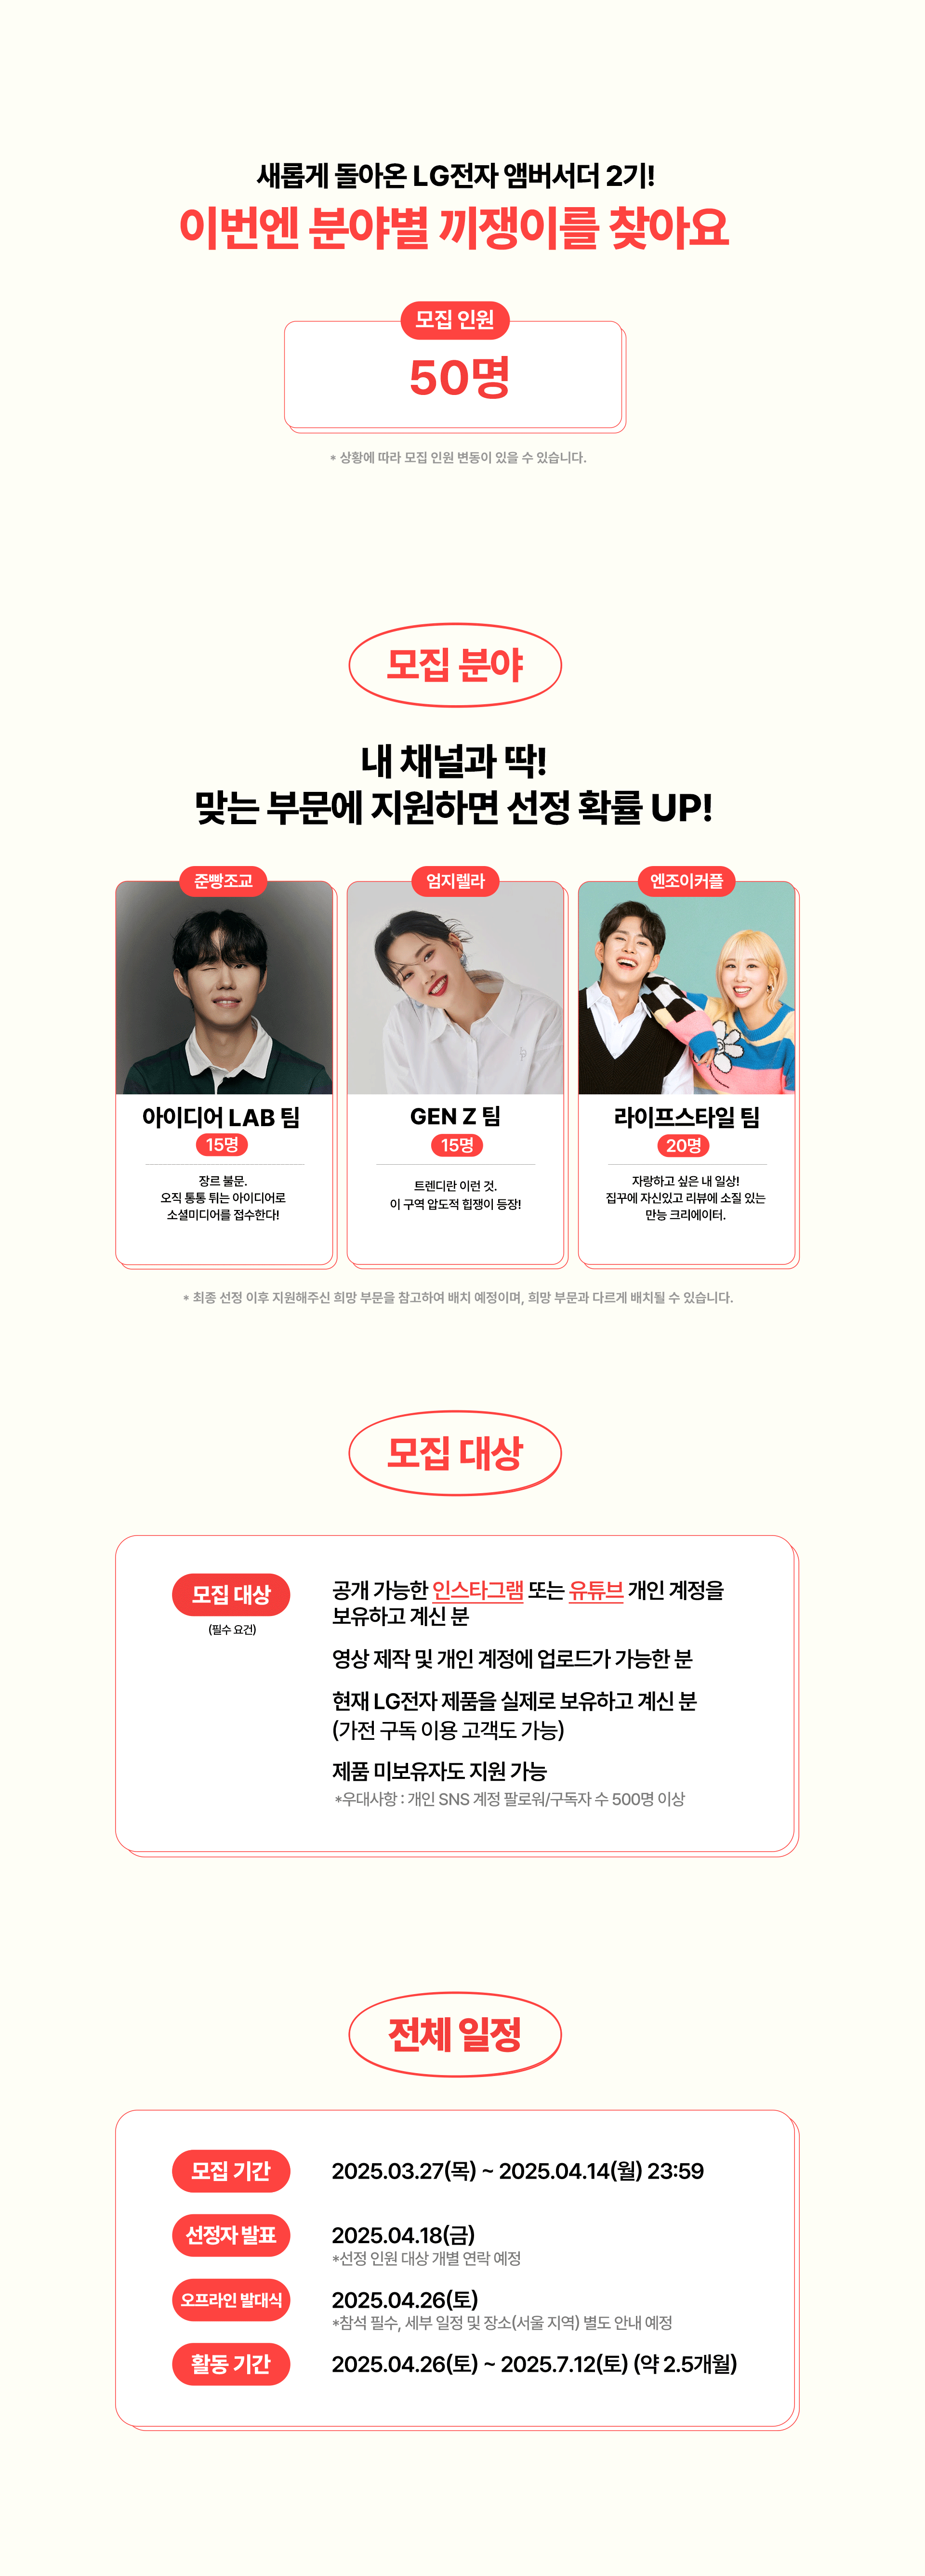 새롭게 돌아온 LG전자 앰버서더 2기!
이번엔 분야별 끼쟁이를 찾아요
모집 인원
50명
* 상황에 따라 모집 인원 변동이 있을 수 있습니다.
모집 분야
내 채널과 딱!
맞는 부문에 지원하면 선정 확률 UP!
준빵조교
아이디어 LAB 팀
15명
장르 불문.
오직 통통 튀는 아이디어로
소셜미디어를 접수한다!
엄지렐라
GEN Z 팀
15명
트렌디란 이런 것.
이 구역 압도적 힙쟁이 등장!
엔조이커플
라이프스타일 팀
20명
자랑하고 싶은 내 일상!
집꾸에 자신있고 리뷰에 소질 있는
만능 크리에이터.
* 최종 선정 이후 지원해주신 희망 부문을 참고하여 배치 예정이며, 희망 부문과 다르게 배치될 수 있습니다.
모집 대상
모집 대상
(필수 요건)
공개 가능한 인스타그램 또는 유튜브 개인 계정을
보유하고 계신 분
영상 제작 및 개인 계정에 업로드가 가능한 분
현재 LG전자 제품을 실제로 보유하고 계신 분
(가전 구독 이용 고객도 가능)
제품 미보유자도 지원 가능
*우대사항 : 개인 SNS 계정 팔로워/구독자 수 500명 이상
전체 일정
모집 기간
2025.03.27(목) ~ 2025.04.14(월) 23:59
선정자 발표
2025.04.18(금)
*선정 인원 대상 개별 연락 예정
오프라인 발대식
2025.04.26(토)
*참석 필수, 세부 일정 및 장소(서울 지역) 별도 안내 예정
활동 기간
2025.04.26(토) ~ 2025.7.12(토) (약 2.5개월)